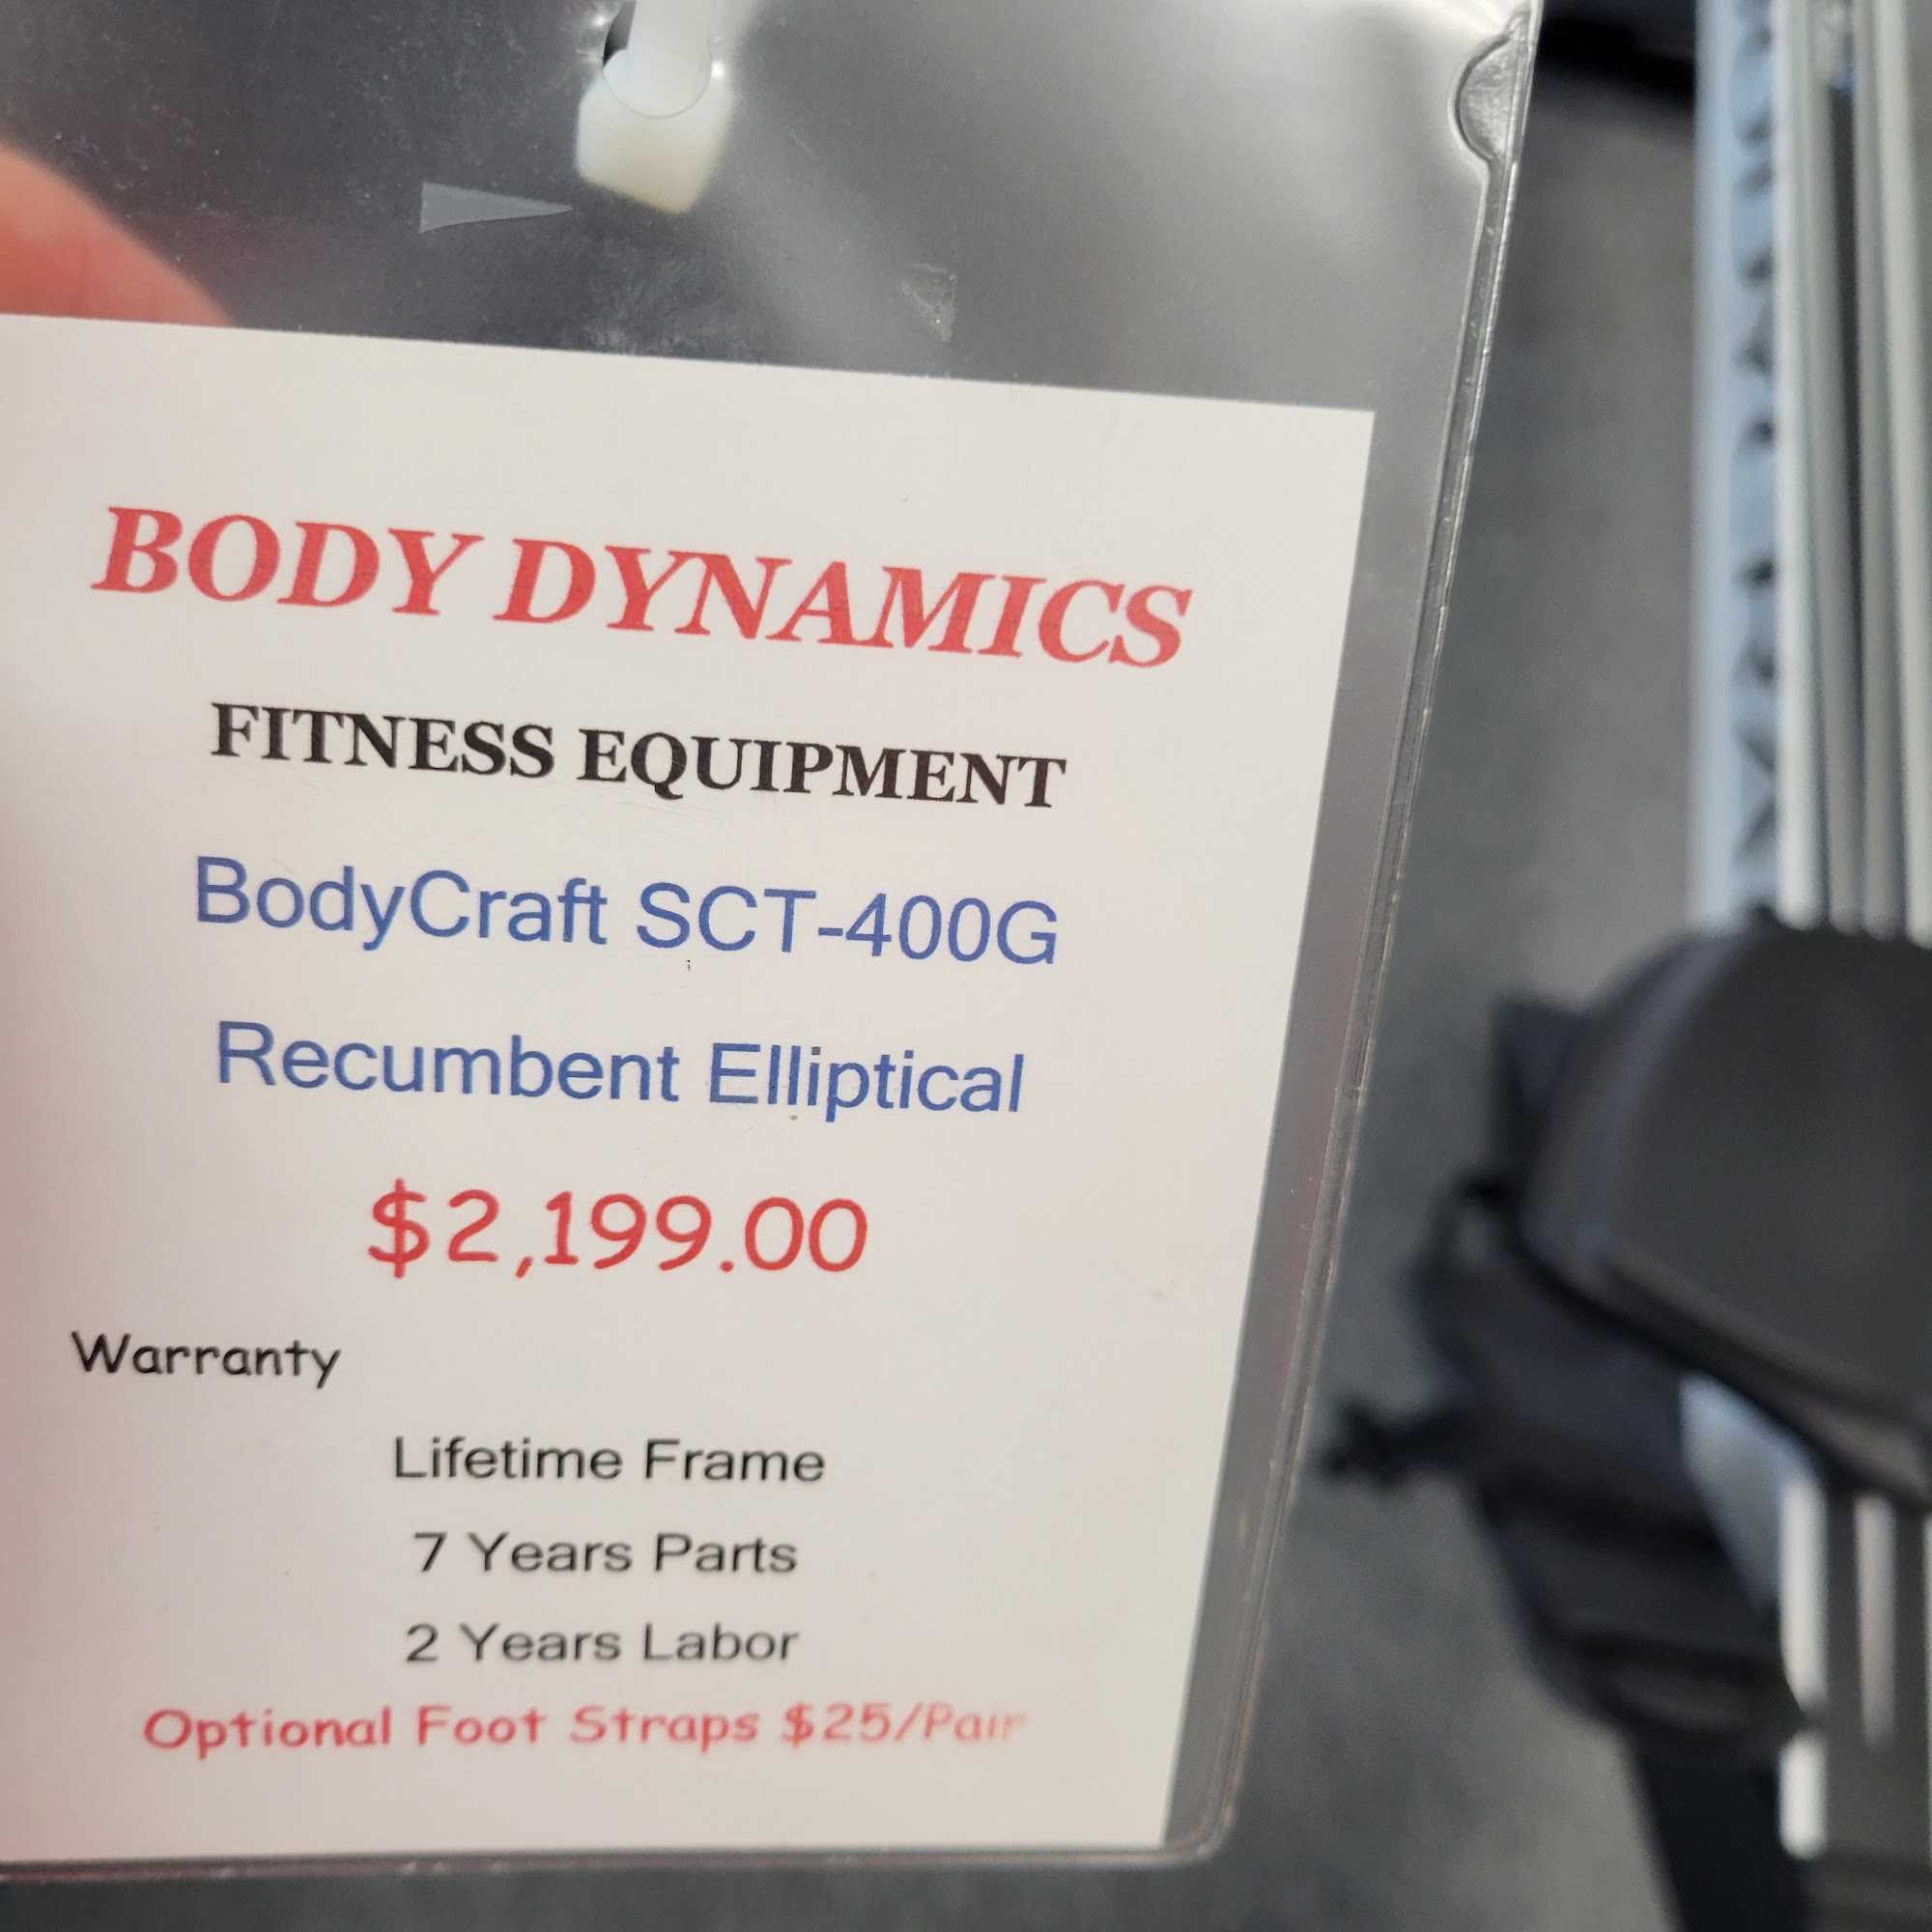 BODY DYNAMICS
FITNESS EQUIPMENT
BodyCraft SCT-400G
Recumbent Elliptical
$2,199.00
Warranty
Lifetime Frame
7 Years Parts
2 Years Labor
Optional Foot Straps $25/Pair